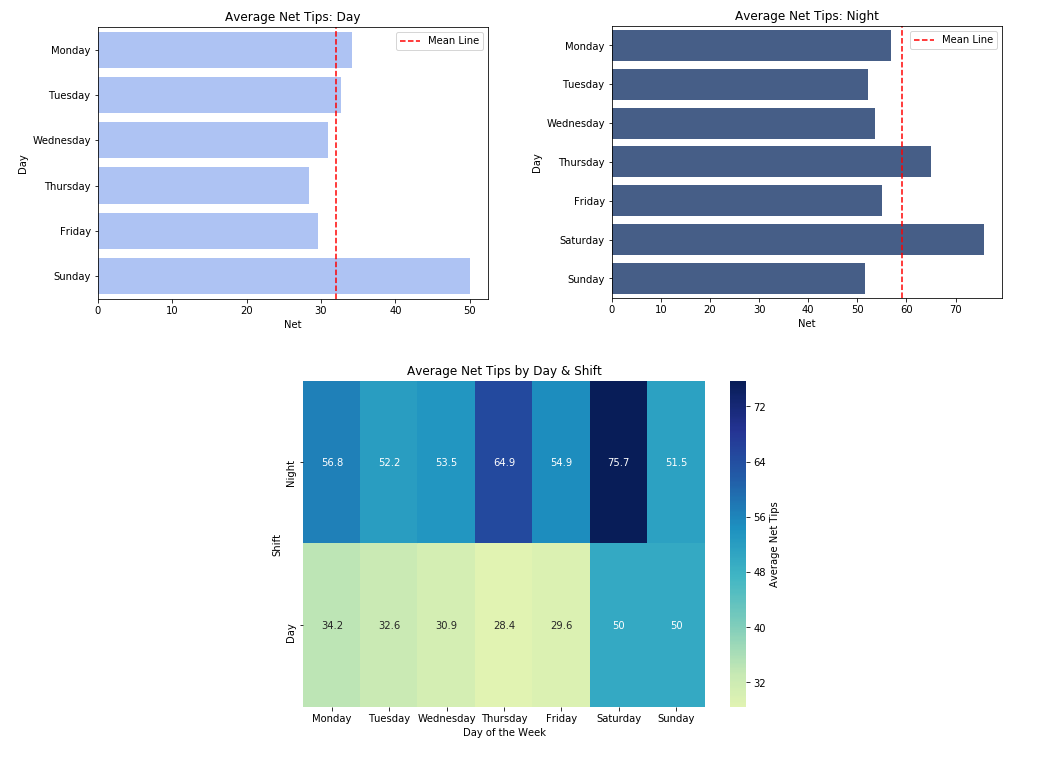 Average Net Tips: Day
Mean Line
Monday
Tuesday
Wednesday
Thursday
Friday
Sunday
Day
0 10 20 30 40 50
Net
Average Net Tips: Night
Mean Line
Monday
Tuesday
Wednesday
Thursday
Friday
Saturday
Sunday
Day
0 10 20 30 40 50 60 70
Net
Average Net Tips by Day & Shift
Night
56.8 52.2 53.5 64.9 54.9 75.7 51.5
Shift
Day
34.2 32.6 30.9 28.4 29.6 50 50
Monday Tuesday Wednesday Thursday Friday Saturday Sunday
Day of the Week
72
64
56
48
40
32
Average Net Tips